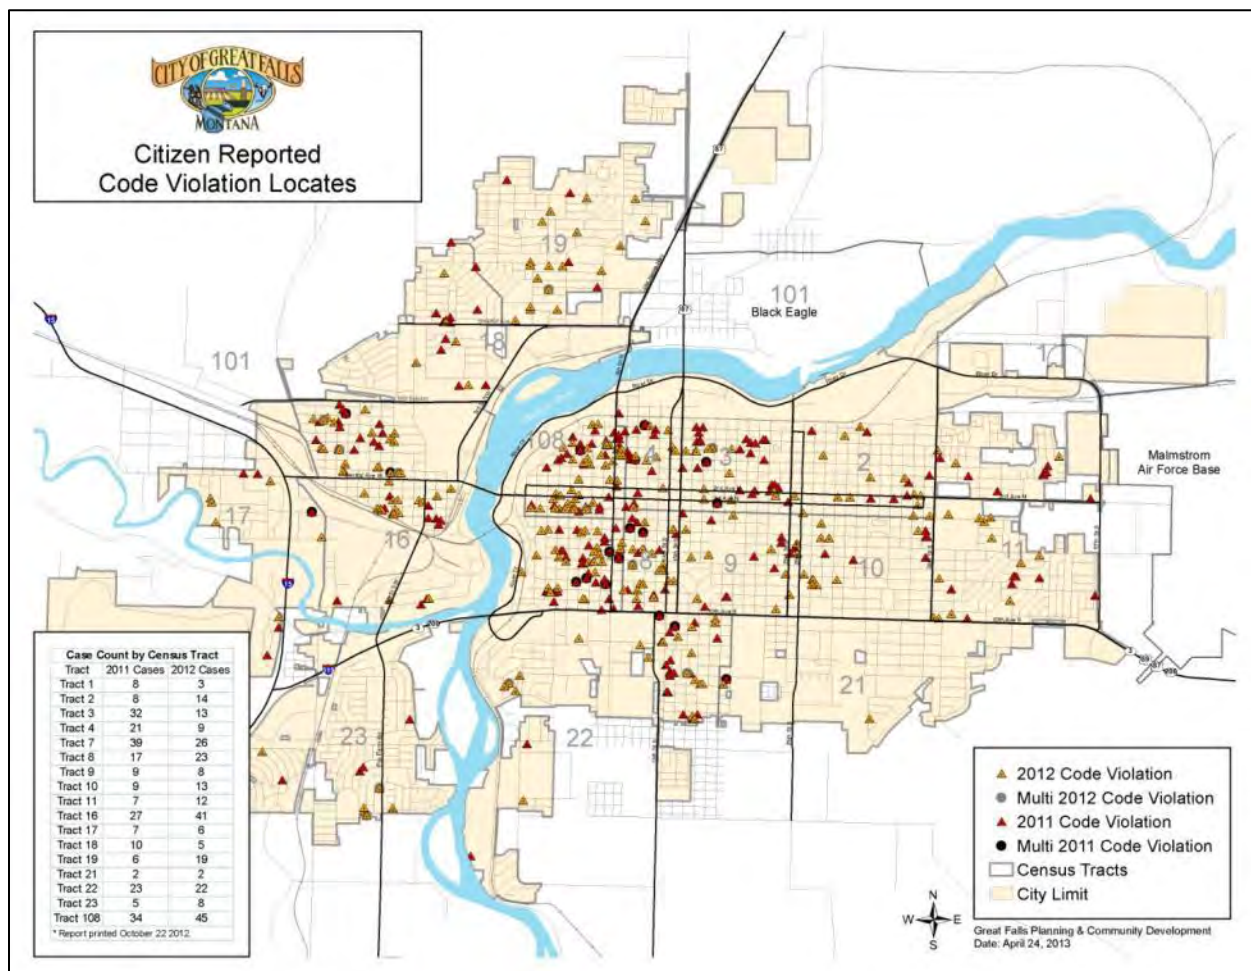 CITY OF GREAT FALLS
MONTANA
Citizen Reported
Code Violation Locates
19
87
101
Black Eagle
87
15
18
101
108
4
3
2
Malmstrom
Air Force Base
17
16
8
9
10
11
15
3
21
22
23
3
87
Case Count by Census Tract
Tract 2011 Cases 2012 Cases
Tract 1 8 3
Tract 2 8 14
Tract 3 32 13
Tract 4 21 9
Tract 7 39 26
Tract 8 17 23
Tract 9 9 8
Tract 10 9 13
Tract 11 7 12
Tract 16 27 41
Tract 17 7 6
Tract 18 10 5
Tract 19 6 19
Tract 21 2 2
Tract 22 23 22
Tract 23 5 8
Tract 108 34 45
* Report printed October 22 2012.
2012 Code Violation
Multi 2012 Code Violation
2011 Code Violation
Multi 2011 Code Violation
Census Tracts
City Limit
N
W E
S
Great Falls Planning & Community Development
Date: April 24, 2013